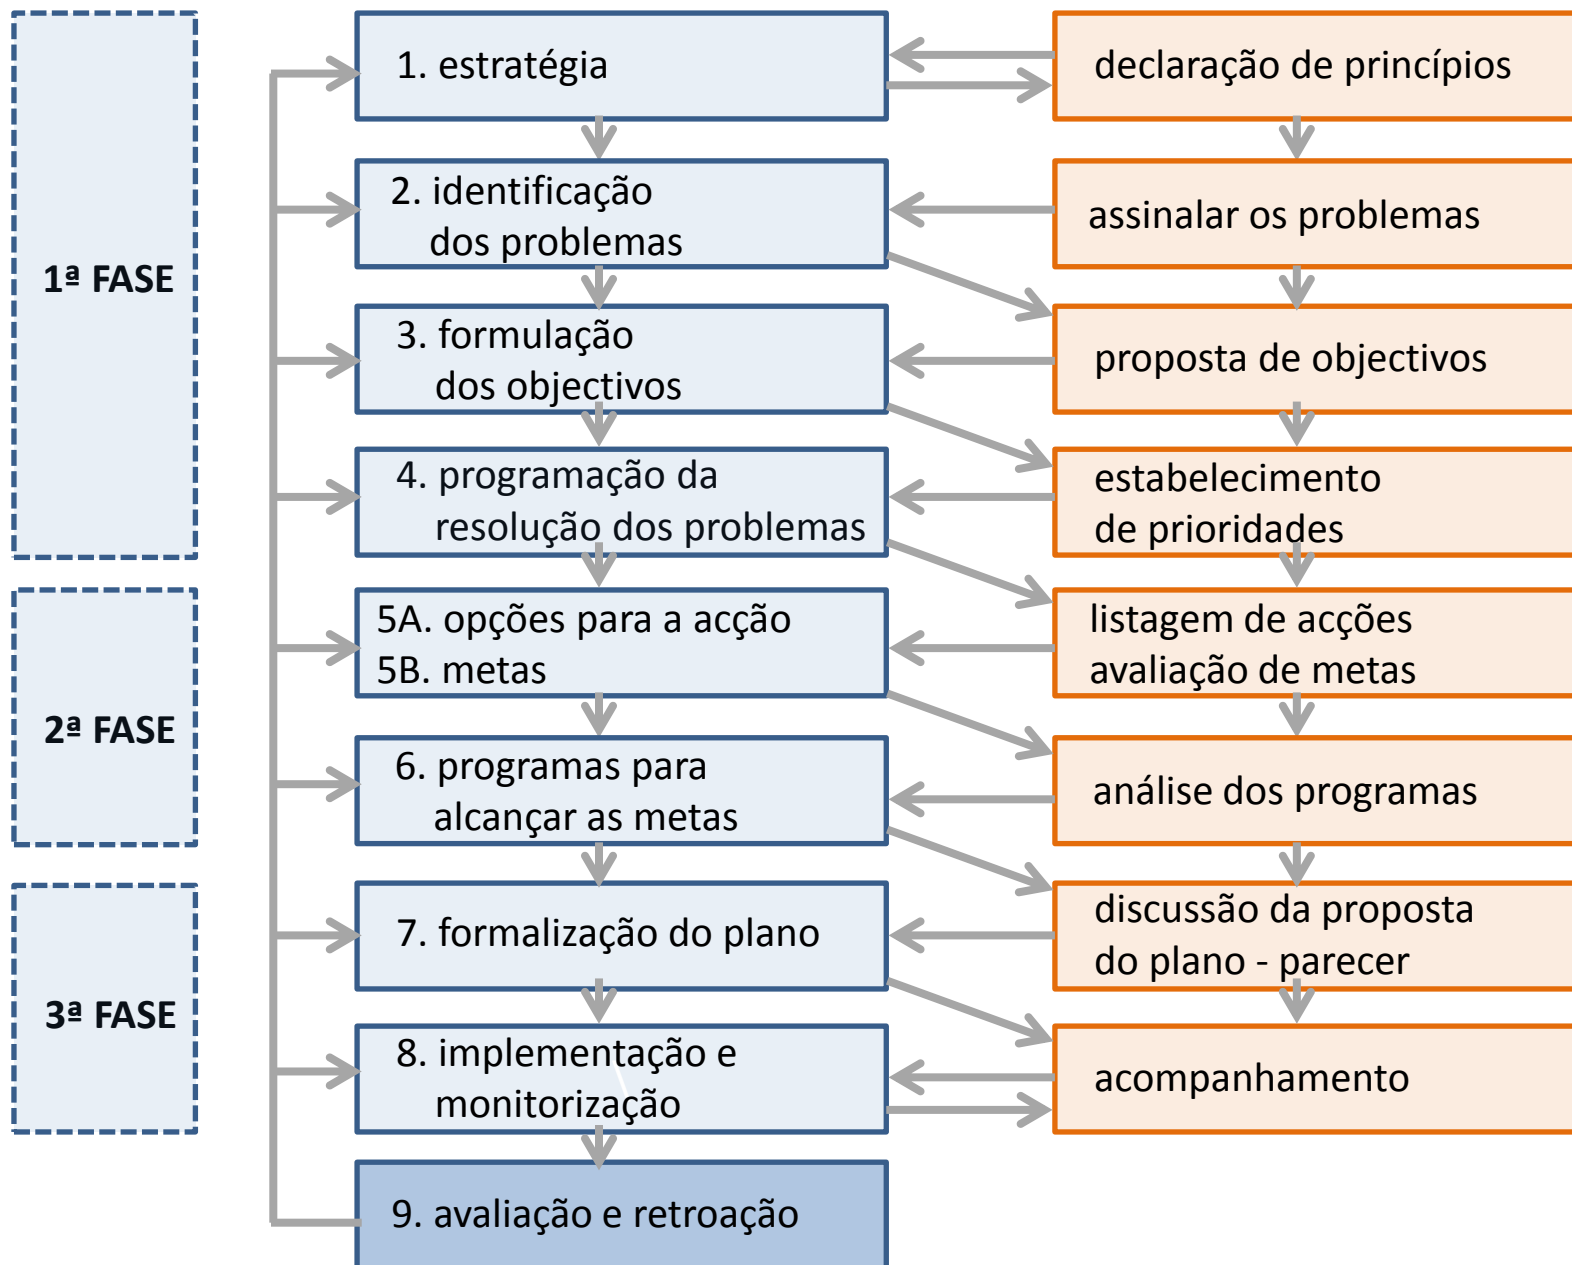 1ª FASE
1. estratégia
declaração de princípios
2. identificação
dos problemas
assinalar os problemas
3. formulação
dos objectivos
proposta de objectivos
4. programação da
resolução dos problemas
estabelecimento
de prioridades
2ª FASE
5A. opções para a acção
5B. metas
listagem de acções
avaliação de metas
6. programas para
alcançar as metas
análise dos programas
3ª FASE
7. formalização do plano
discussão da proposta
do plano - parecer
8. implementação e
monitorização
acompanhamento
9. avaliação e retroação